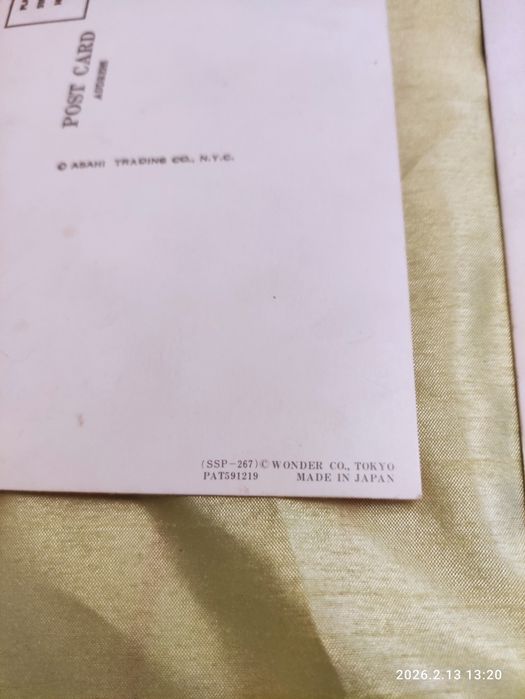 POST CARD
ADDRESS
© ASAHI TRADING CO., N.Y.C.
(SSP-267) © WONDER CO., TOKYO
PAT591219 MADE IN JAPAN
2026.2.13 13:20